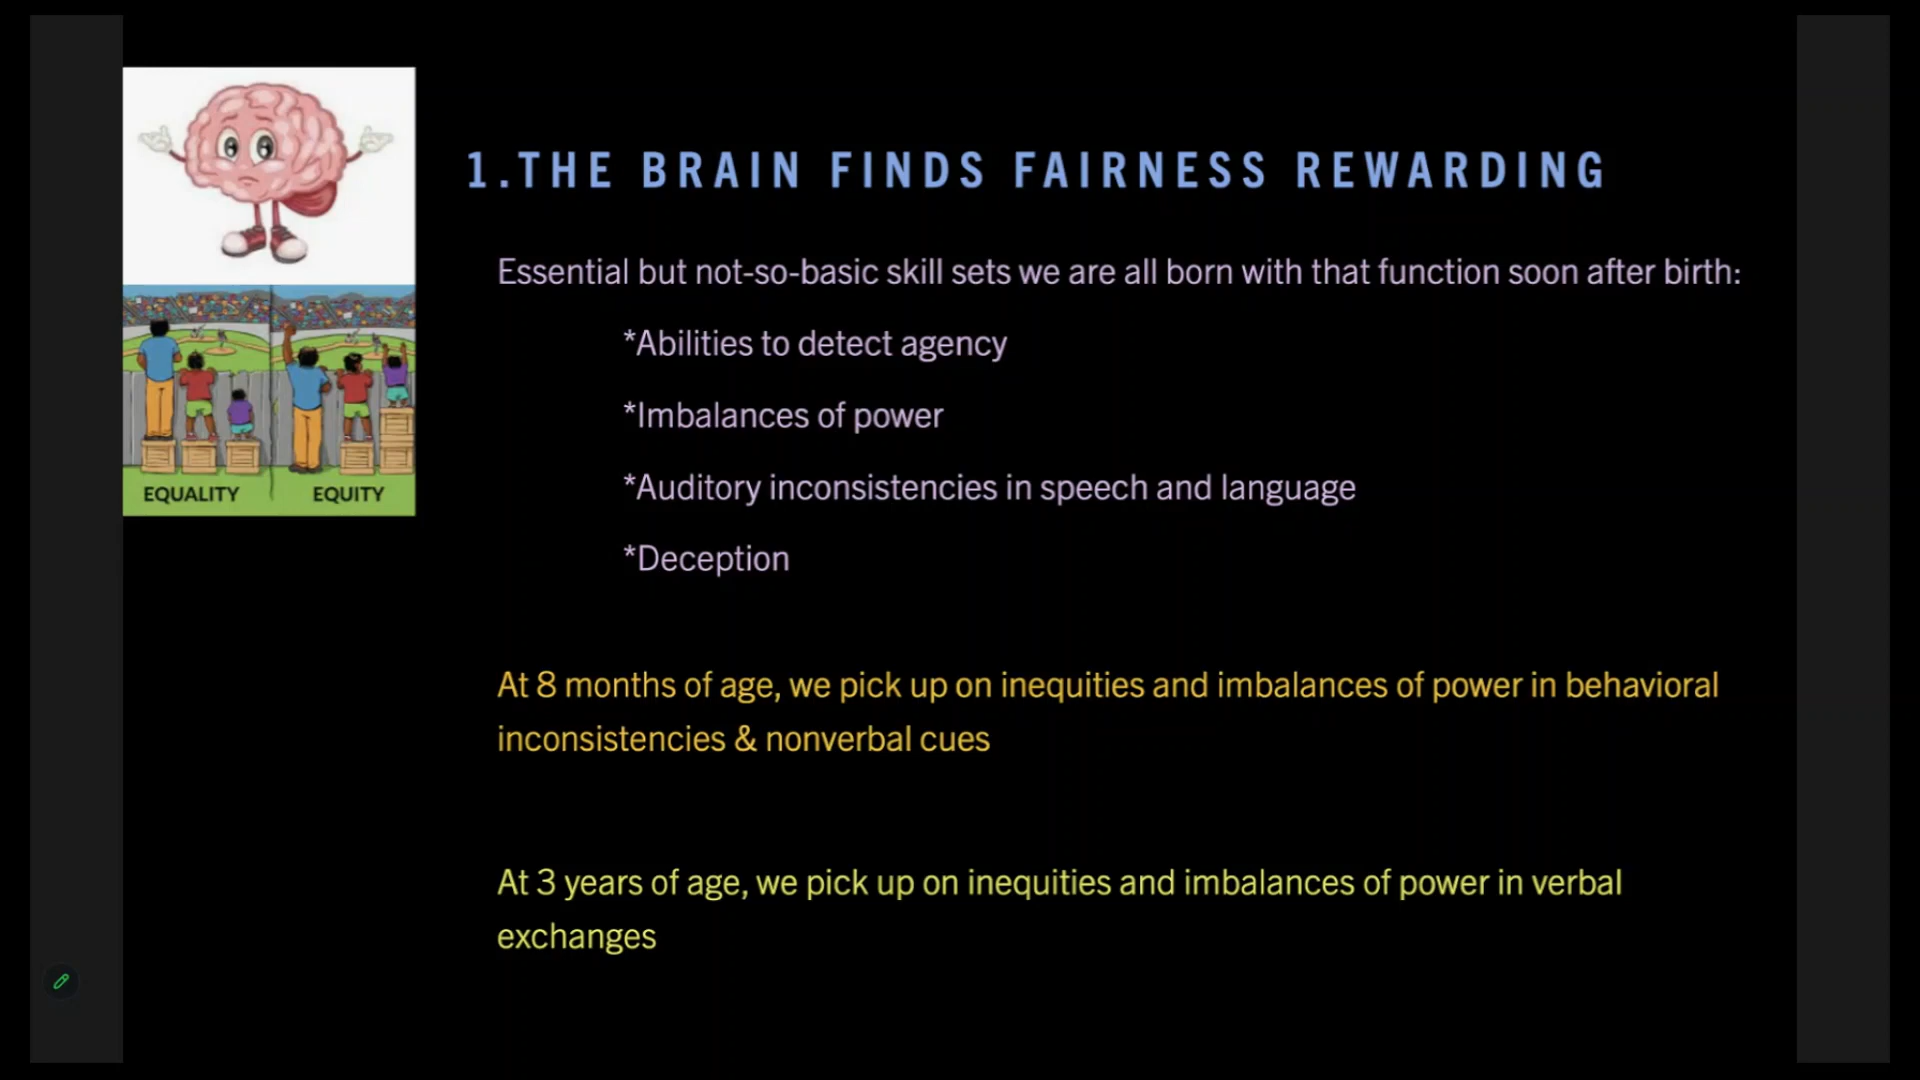 1.THE BRAIN FINDS FAIRNESS REWARDING
Essential but not-so-basic skill sets we are all born with that function soon after birth:
*Abilities to detect agency
*Imbalances of power
*Auditory inconsistencies in speech and language
*Deception
EQUALITY
EQUITY
At 8 months of age, we pick up on inequities and imbalances of power in behavioral
inconsistencies & nonverbal cues
At 3 years of age, we pick up on inequities and imbalances of power in verbal
exchanges